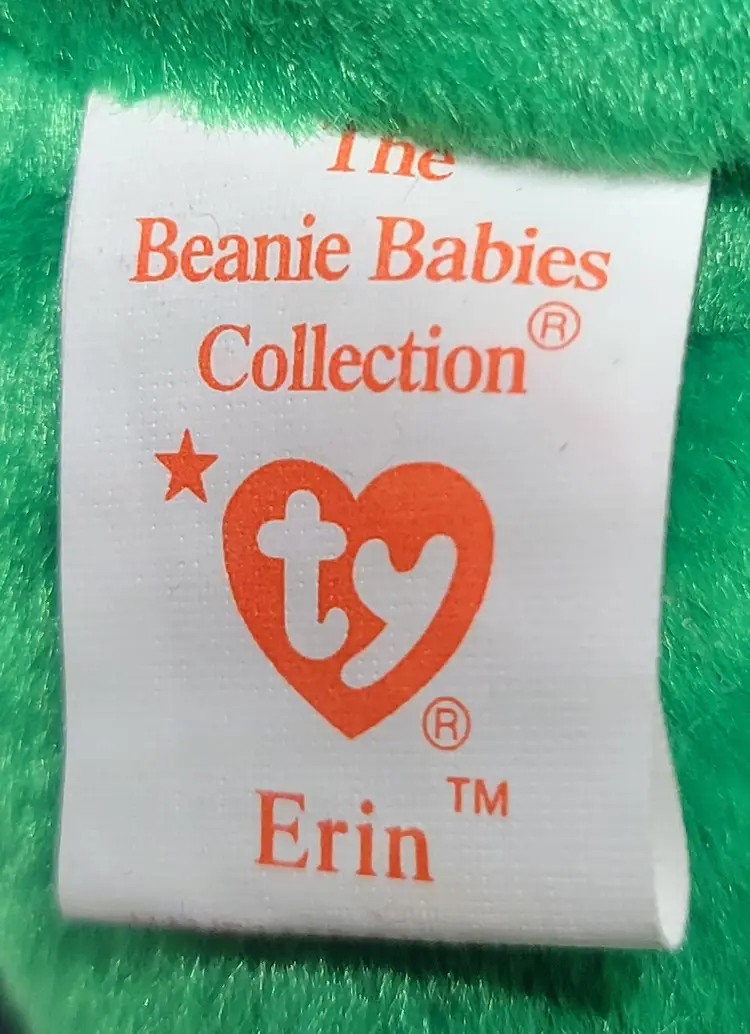 The
Beanie Babies
Collection®
ty®
Erin™